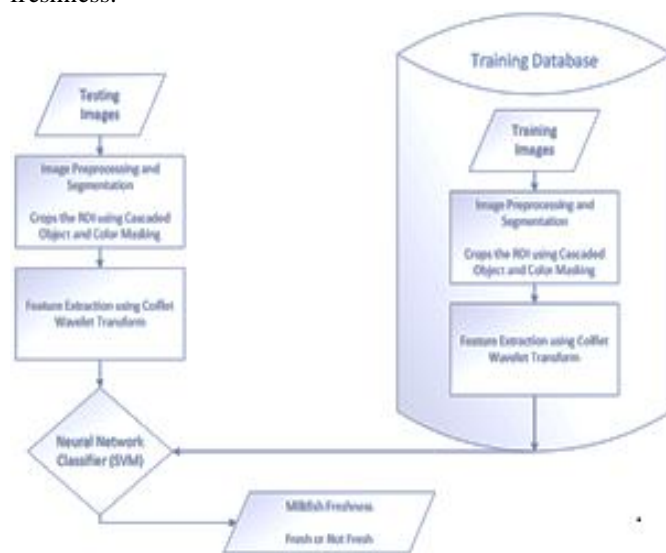 freshness.
Training Database
Testing
Images
Image Preprocessing and
Segmentation
Crops the ROI using Cascaded
Object and Color Masking
Feature Extraction using Coiflet
Wavelet Transform
Training
Images
Image Preprocessing and
Segmentation
Crops the ROI using Cascaded
Object and Color Masking
Feature Extraction using Coiflet
Wavelet Transform
Neural Network
Classifier (SVM)
Milkfish Freshness
Fresh or Not Fresh
.